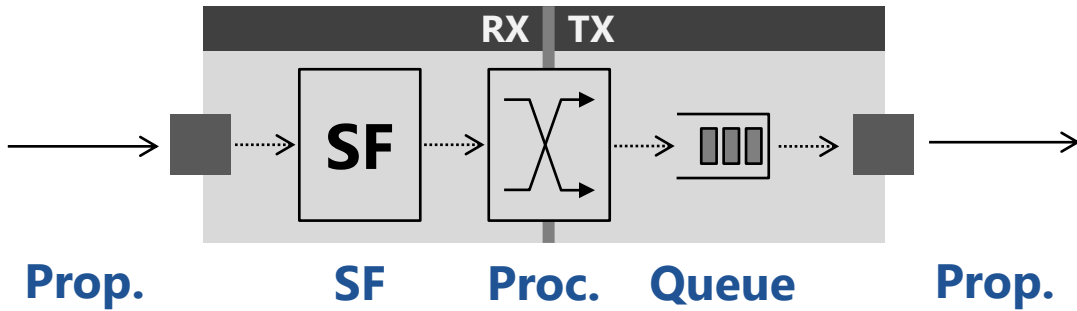 RX TX
SF
Prop. SF Proc. Queue Prop.